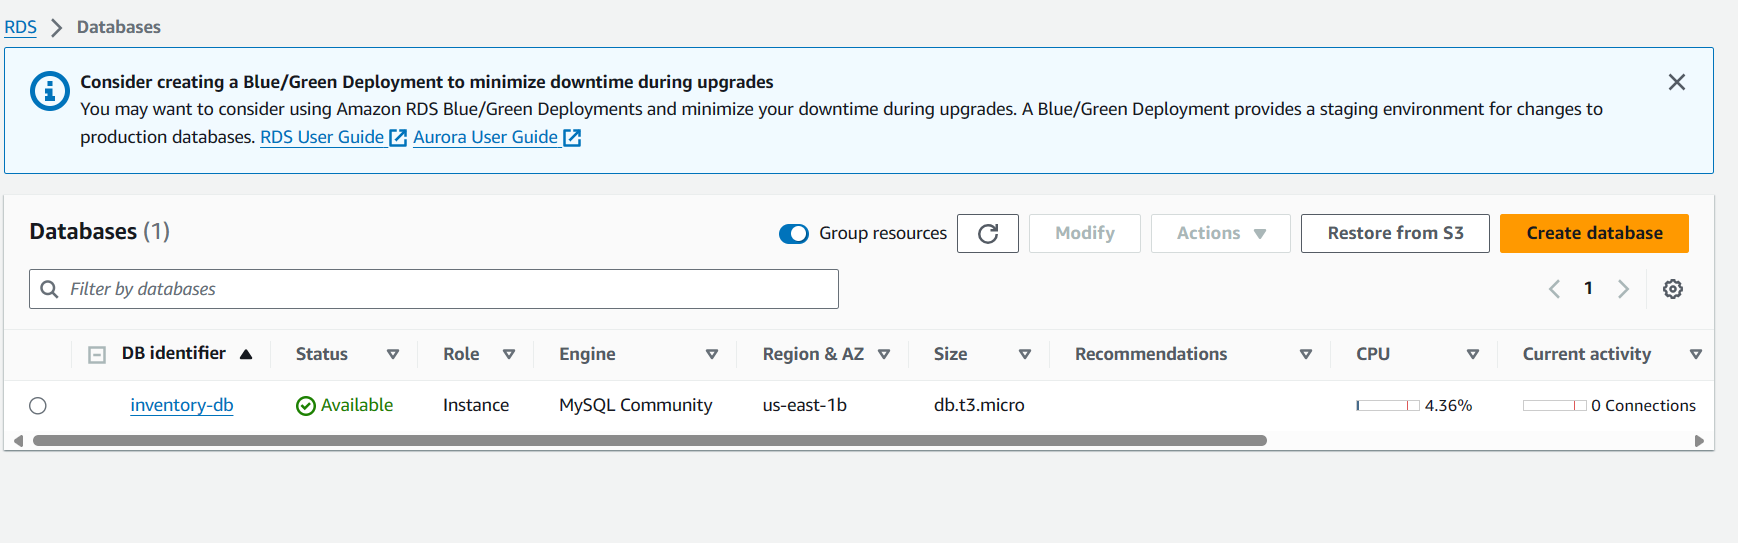 RDS > Databases
Consider creating a Blue/Green Deployment to minimize downtime during upgrades
You may want to consider using Amazon RDS Blue/Green Deployments and minimize your downtime during upgrades. A Blue/Green Deployment provides a staging environment for changes to
production databases. RDS User Guide Aurora User Guide
Databases (1) Group resources Modify Actions Restore from S3 Create database
Filter by databases 1
DB identifier Status Role Engine Region & AZ Size Recommendations CPU Current activity
inventory-db Available Instance MySQL Community us-east-1b db.t3.micro 4.36% 0 Connections